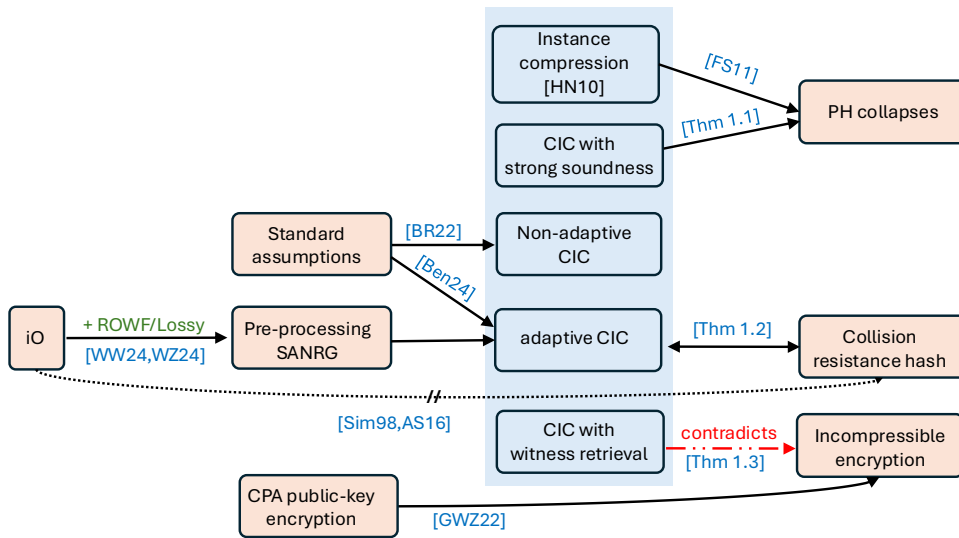 Instance
compression
[HN10]
[FS11]
PH collapses
CIC with
strong soundness
[Thm 1.1]
Standard
assumptions
[BR22]
Non-adaptive
CIC
[Ben24]
iO
+ ROWF/Lossy
[WW24,WZ24]
Pre-processing
SANRG
adaptive CIC
[Thm 1.2]
Collision
resistance hash
//
[Sim98,AS16]
CIC with
witness retrieval
contradicts
[Thm 1.3]
Incompressible
encryption
CPA public-key
encryption
[GWZ22]